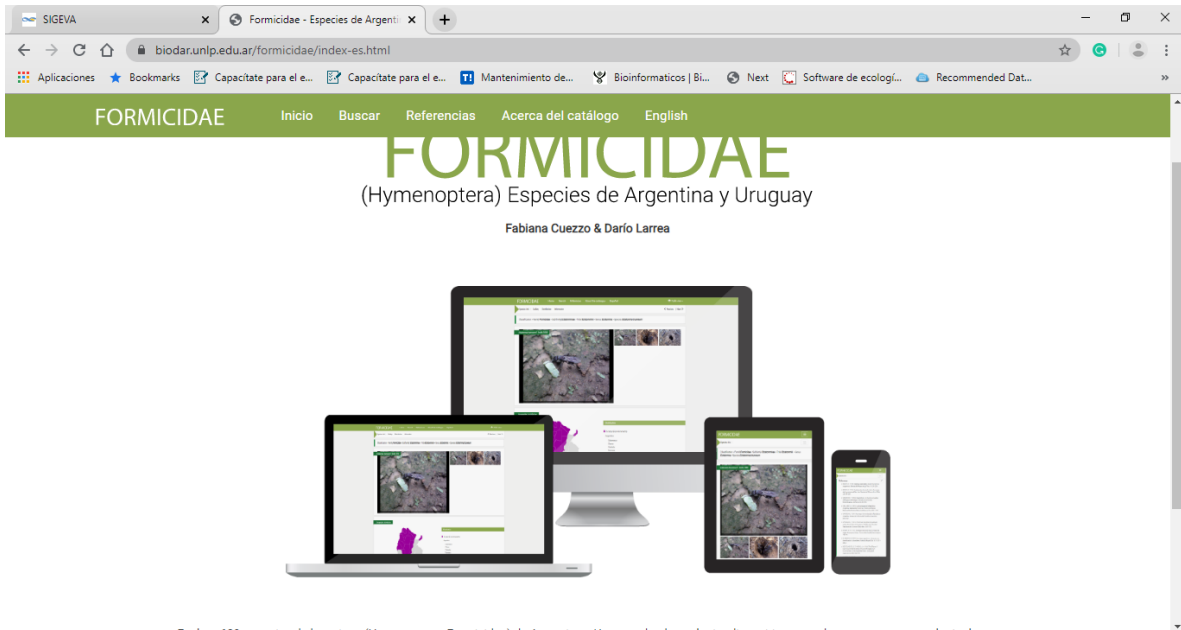 SIGEVA
Formicidae - Especies de Argenti
biodar.unlp.edu.ar/formicidae/index-es.html
Aplicaciones Bookmarks Capacítate para el e... Capacítate para el e... Mantenimiento de... Bioinformaticos | Bi... Next Software de ecologí... Recommended Dat...
FORMICIDAE Inicio Buscar Referencias Acerca del catálogo English
FORMICIDAE
(Hymenoptera) Especies de Argentina y Uruguay
Fabiana Cuezzo & Darío Larrea